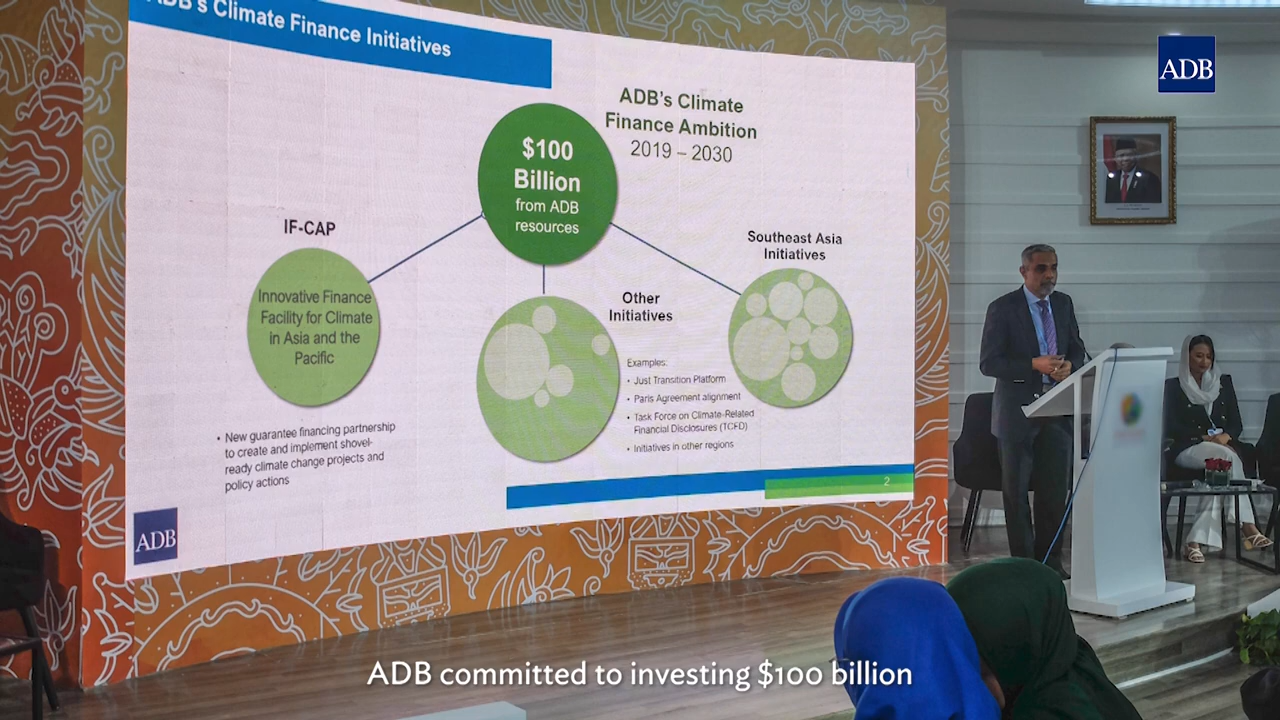 ADB's Climate Finance Initiatives
ADB
ADB's Climate
Finance Ambition
2019 – 2030
$100
Billion
from ADB
resources
IF-CAP
Innovative Finance
Facility for Climate
in Asia and the
Pacific
• New guarantee financing partnership
to create and implement shovel-
ready climate change projects and
policy actions
Other
Initiatives
Examples:
• Just Transition Platform
• Paris Agreement alignment
• Task Force on Climate-Related
Financial Disclosures (TCFD)
• Initiatives in other regions
Southeast Asia
Initiatives
2
ADB
ADB committed to investing $100 billion